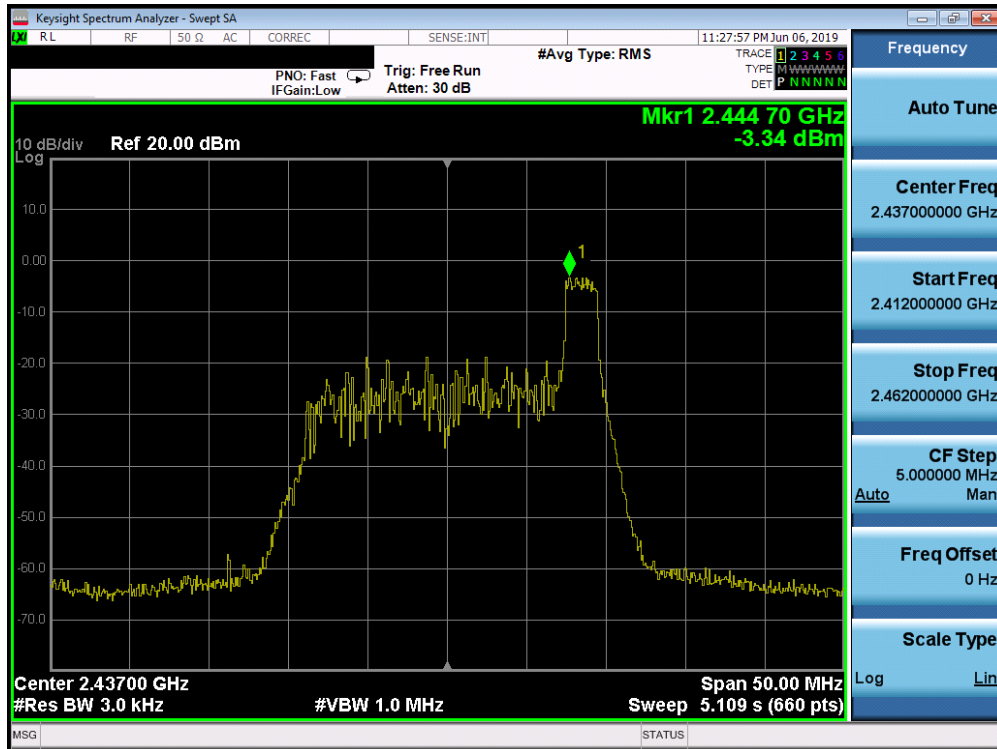 Keysight Spectrum Analyzer - Swept SA
LXI RL RF 50 Ω AC CORREC SENSE:INT 11:27:57 PM Jun 06, 2019
#Avg Type: RMS
TRACE 1 2 3 4 5 6
TYPE M WWWWW
DET P N N N N N
PNO: Fast
IFGain:Low
Trig: Free Run
Atten: 30 dB
Mkr1 2.444 70 GHz
-3.34 dBm
10 dB/div
Log
Ref 20.00 dBm
10.0
0.00
-10.0
-20.0
-30.0
-40.0
-50.0
-60.0
-70.0
1
Center 2.43700 GHz
Span 50.00 MHz
#Res BW 3.0 kHz
#VBW 1.0 MHz
Sweep 5.109 s (660 pts)
MSG
STATUS
Frequency
Auto Tune
Center Freq
2.437000000 GHz
Start Freq
2.412000000 GHz
Stop Freq
2.462000000 GHz
CF Step
5.000000 MHz
Auto Man
Freq Offset
0 Hz
Scale Type
Log Lin